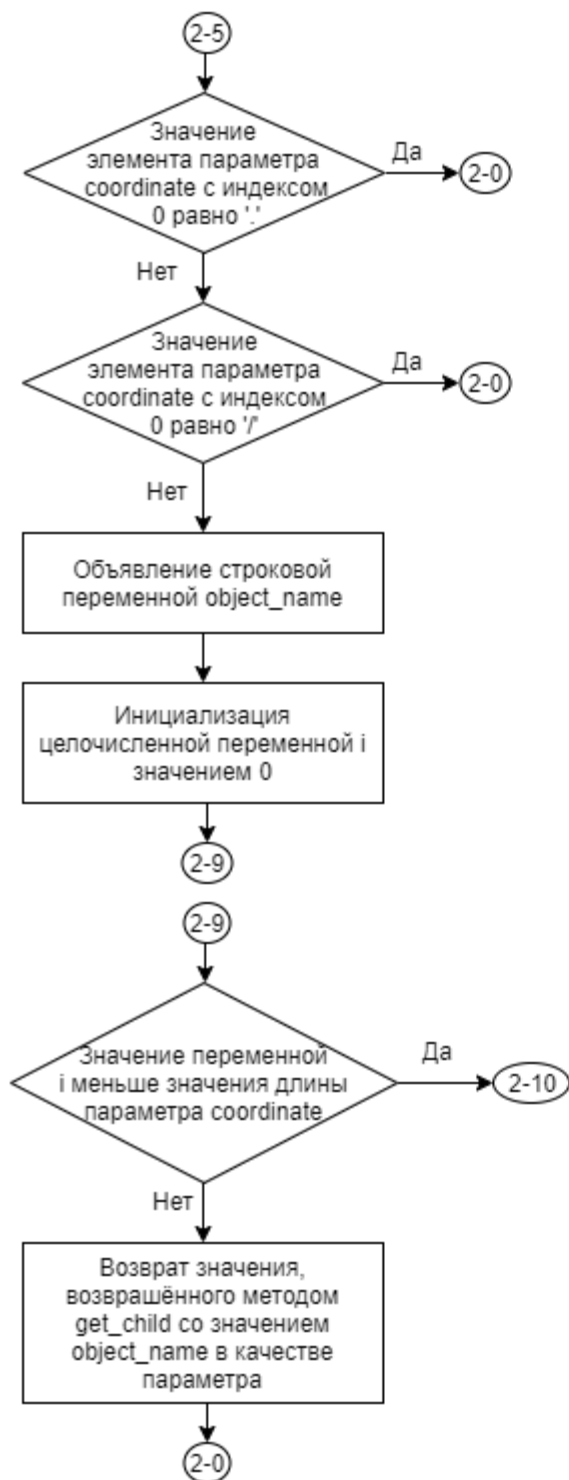 2-5
Значение
элемента параметра
coordinate с индексом
0 равно '.'
Да
2-0
Нет
Значение
элемента параметра
coordinate с индексом
0 равно '/'
Да
2-0
Нет
Объявление строковой
переменной object_name
Инициализация
целочисленной переменной i
значением 0
2-9
2-9
Значение переменной
i меньше значения длины
параметра coordinate
Да
2-10
Нет
Возврат значения,
возврашённого методом
get_child со значением
object_name в качестве
параметра
2-0